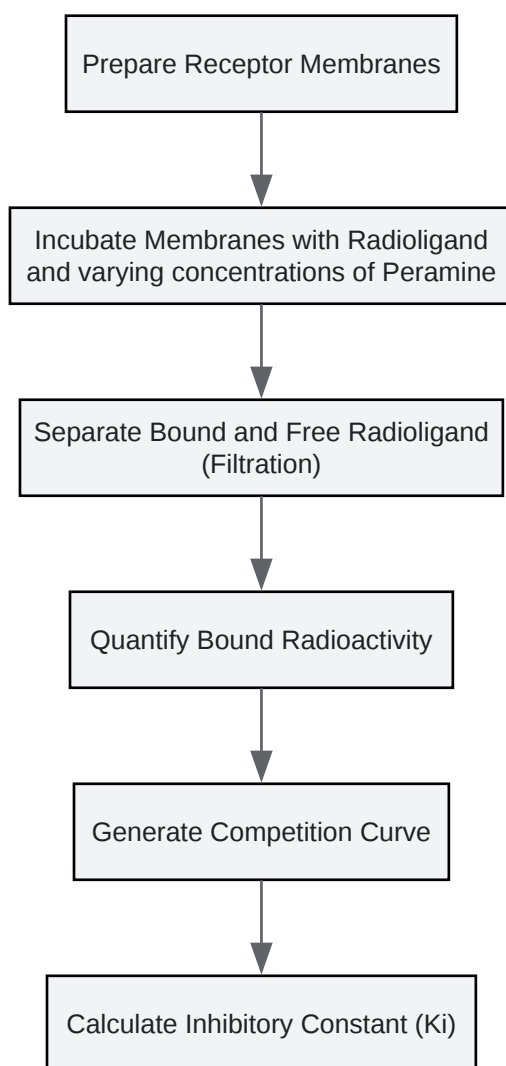 Prepare Receptor Membranes
Incubate Membranes with Radioligand
and varying concentrations of Peramine
Separate Bound and Free Radioligand
(Filtration)
Quantify Bound Radioactivity
Generate Competition Curve
Calculate Inhibitory Constant (Ki)